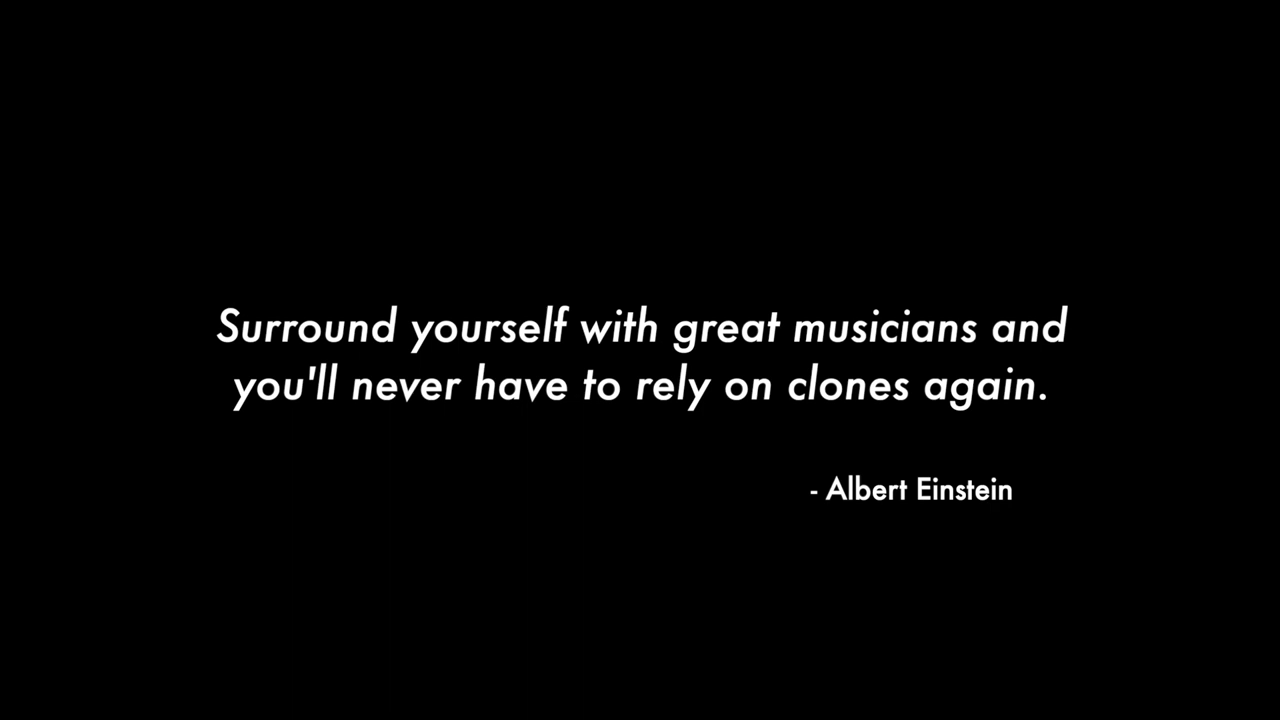 Surround yourself with great musicians and
you'll never have to rely on clones again.
- Albert Einstein